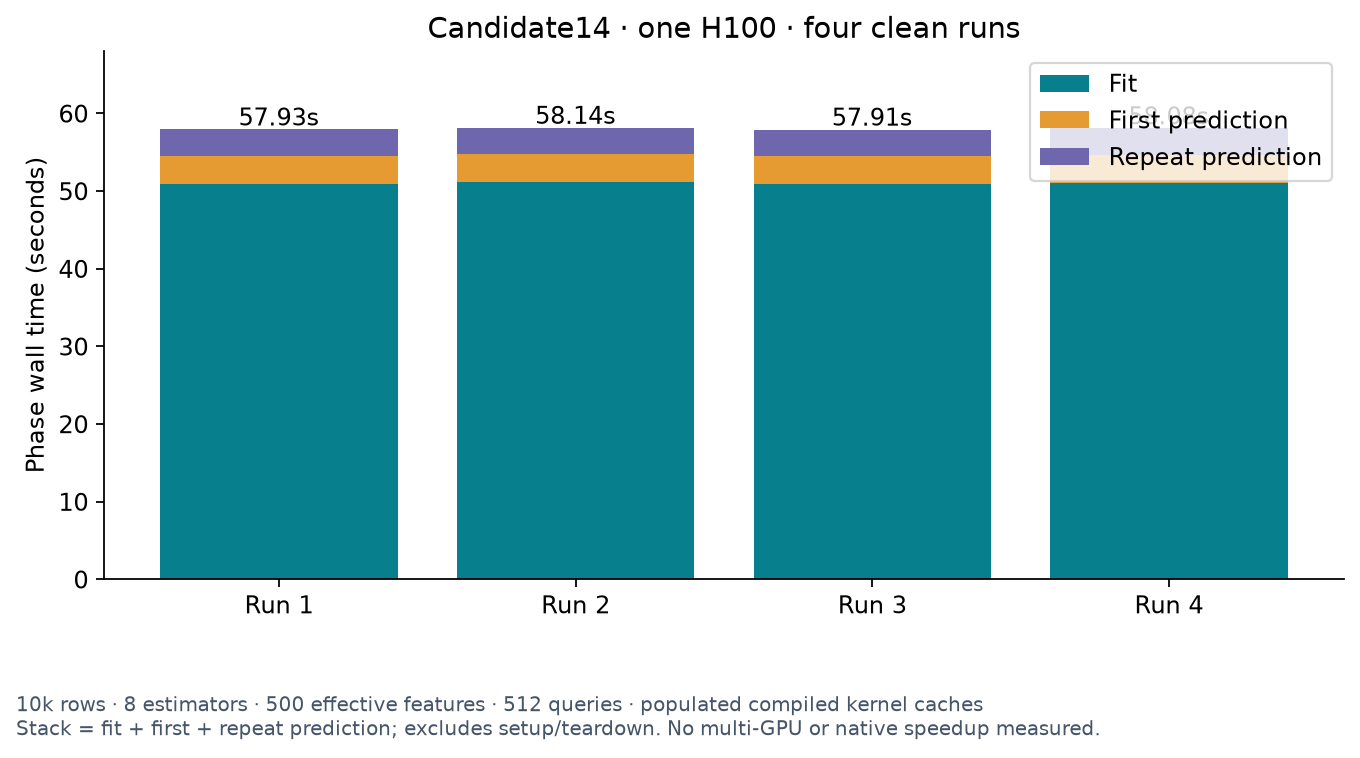 Candidate14 · one H100 · four clean runs
Fit
First prediction
Repeat prediction
57.93s
58.14s
57.91s
58.08s
Phase wall time (seconds)
60
50
40
30
20
10
0
Run 1
Run 2
Run 3
Run 4
10k rows · 8 estimators · 500 effective features · 512 queries · populated compiled kernel caches
Stack = fit + first + repeat prediction; excludes setup/teardown. No multi-GPU or native speedup measured.